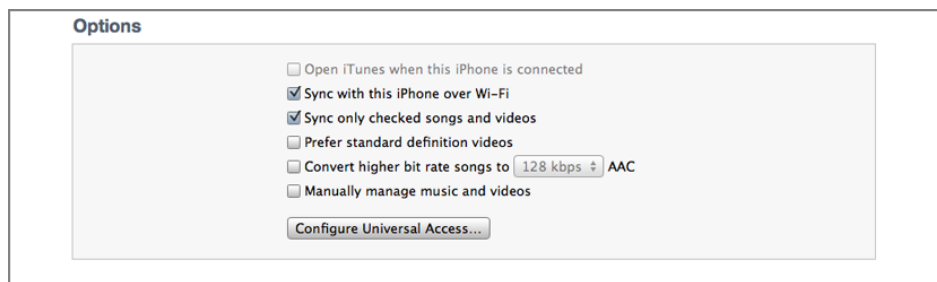 Options
Open iTunes when this iPhone is connected
Sync with this iPhone over Wi-Fi
Sync only checked songs and videos
Prefer standard definition videos
Convert higher bit rate songs to 128 kbps AAC
Manually manage music and videos
Configure Universal Access...